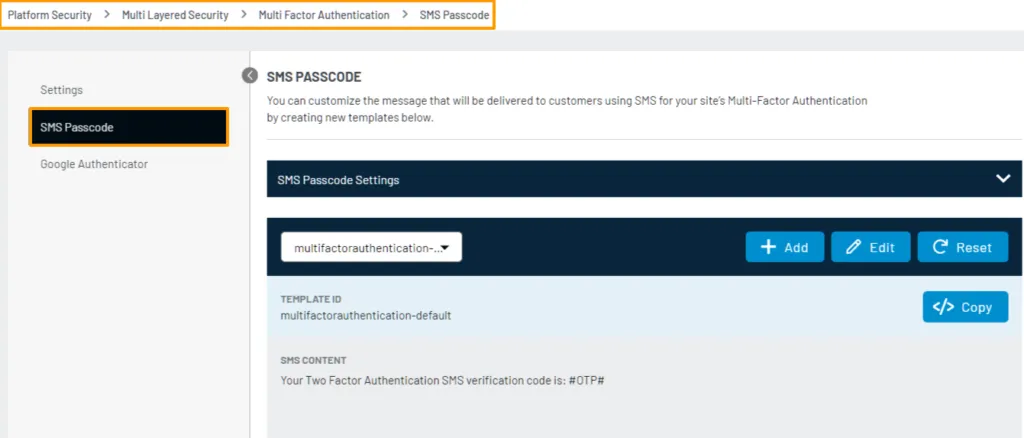 Platform Security > Multi Layered Security > Multi Factor Authentication > SMS Passcode
Settings
SMS Passcode
Google Authenticator
SMS PASSCODE
You can customize the message that will be delivered to customers using SMS for your site's Multi-Factor Authentication
by creating new templates below.
SMS Passcode Settings
multifactorauthentication-...
Add
Edit
Reset
TEMPLATE ID
multifactorauthentication-default
</> Copy
SMS CONTENT
Your Two Factor Authentication SMS verification code is: #OTP#